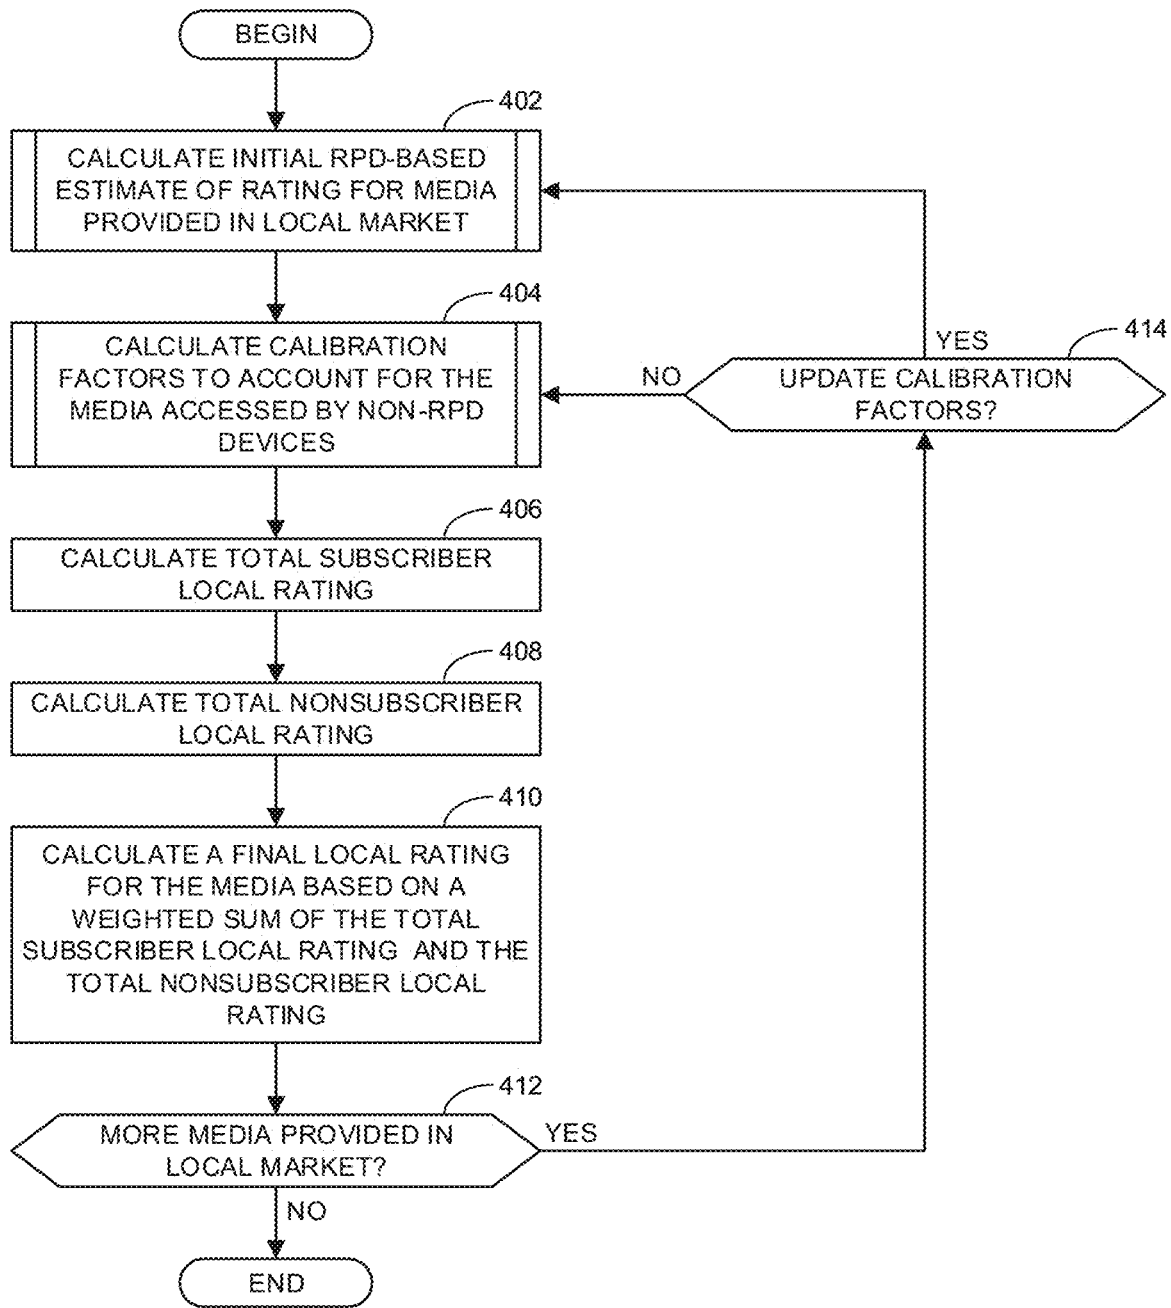 BEGIN
402
CALCULATE INITIAL RPD-BASED
ESTIMATE OF RATING FOR MEDIA
PROVIDED IN LOCAL MARKET
404
CALCULATE CALIBRATION
FACTORS TO ACCOUNT FOR THE
MEDIA ACCESSED BY NON-RPD
DEVICES
414
YES
NO
UPDATE CALIBRATION
FACTORS?
406
CALCULATE TOTAL SUBSCRIBER
LOCAL RATING
408
CALCULATE TOTAL NONSUBSCRIBER
LOCAL RATING
410
CALCULATE A FINAL LOCAL RATING
FOR THE MEDIA BASED ON A
WEIGHTED SUM OF THE TOTAL
SUBSCRIBER LOCAL RATING AND THE
TOTAL NONSUBSCRIBER LOCAL
RATING
412
MORE MEDIA PROVIDED IN
LOCAL MARKET?
YES
NO
END